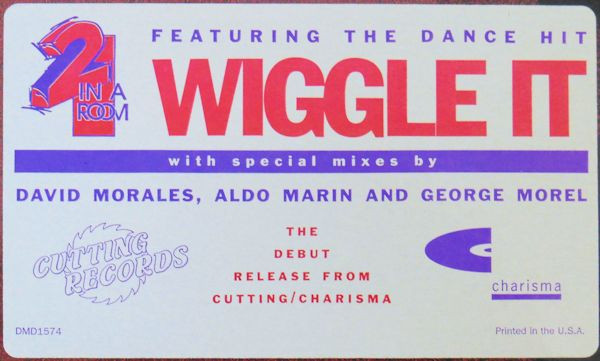 2
IN A
ROOM
FEATURING THE DANCE HIT
WIGGLE IT
with special mixes by
DAVID MORALES, ALDO MARIN AND GEORGE MOREL
CUTTING
RECORDS
THE
DEBUT
RELEASE FROM
CUTTING/CHARISMA
charisma
DMD1574
Printed in the U.S.A.